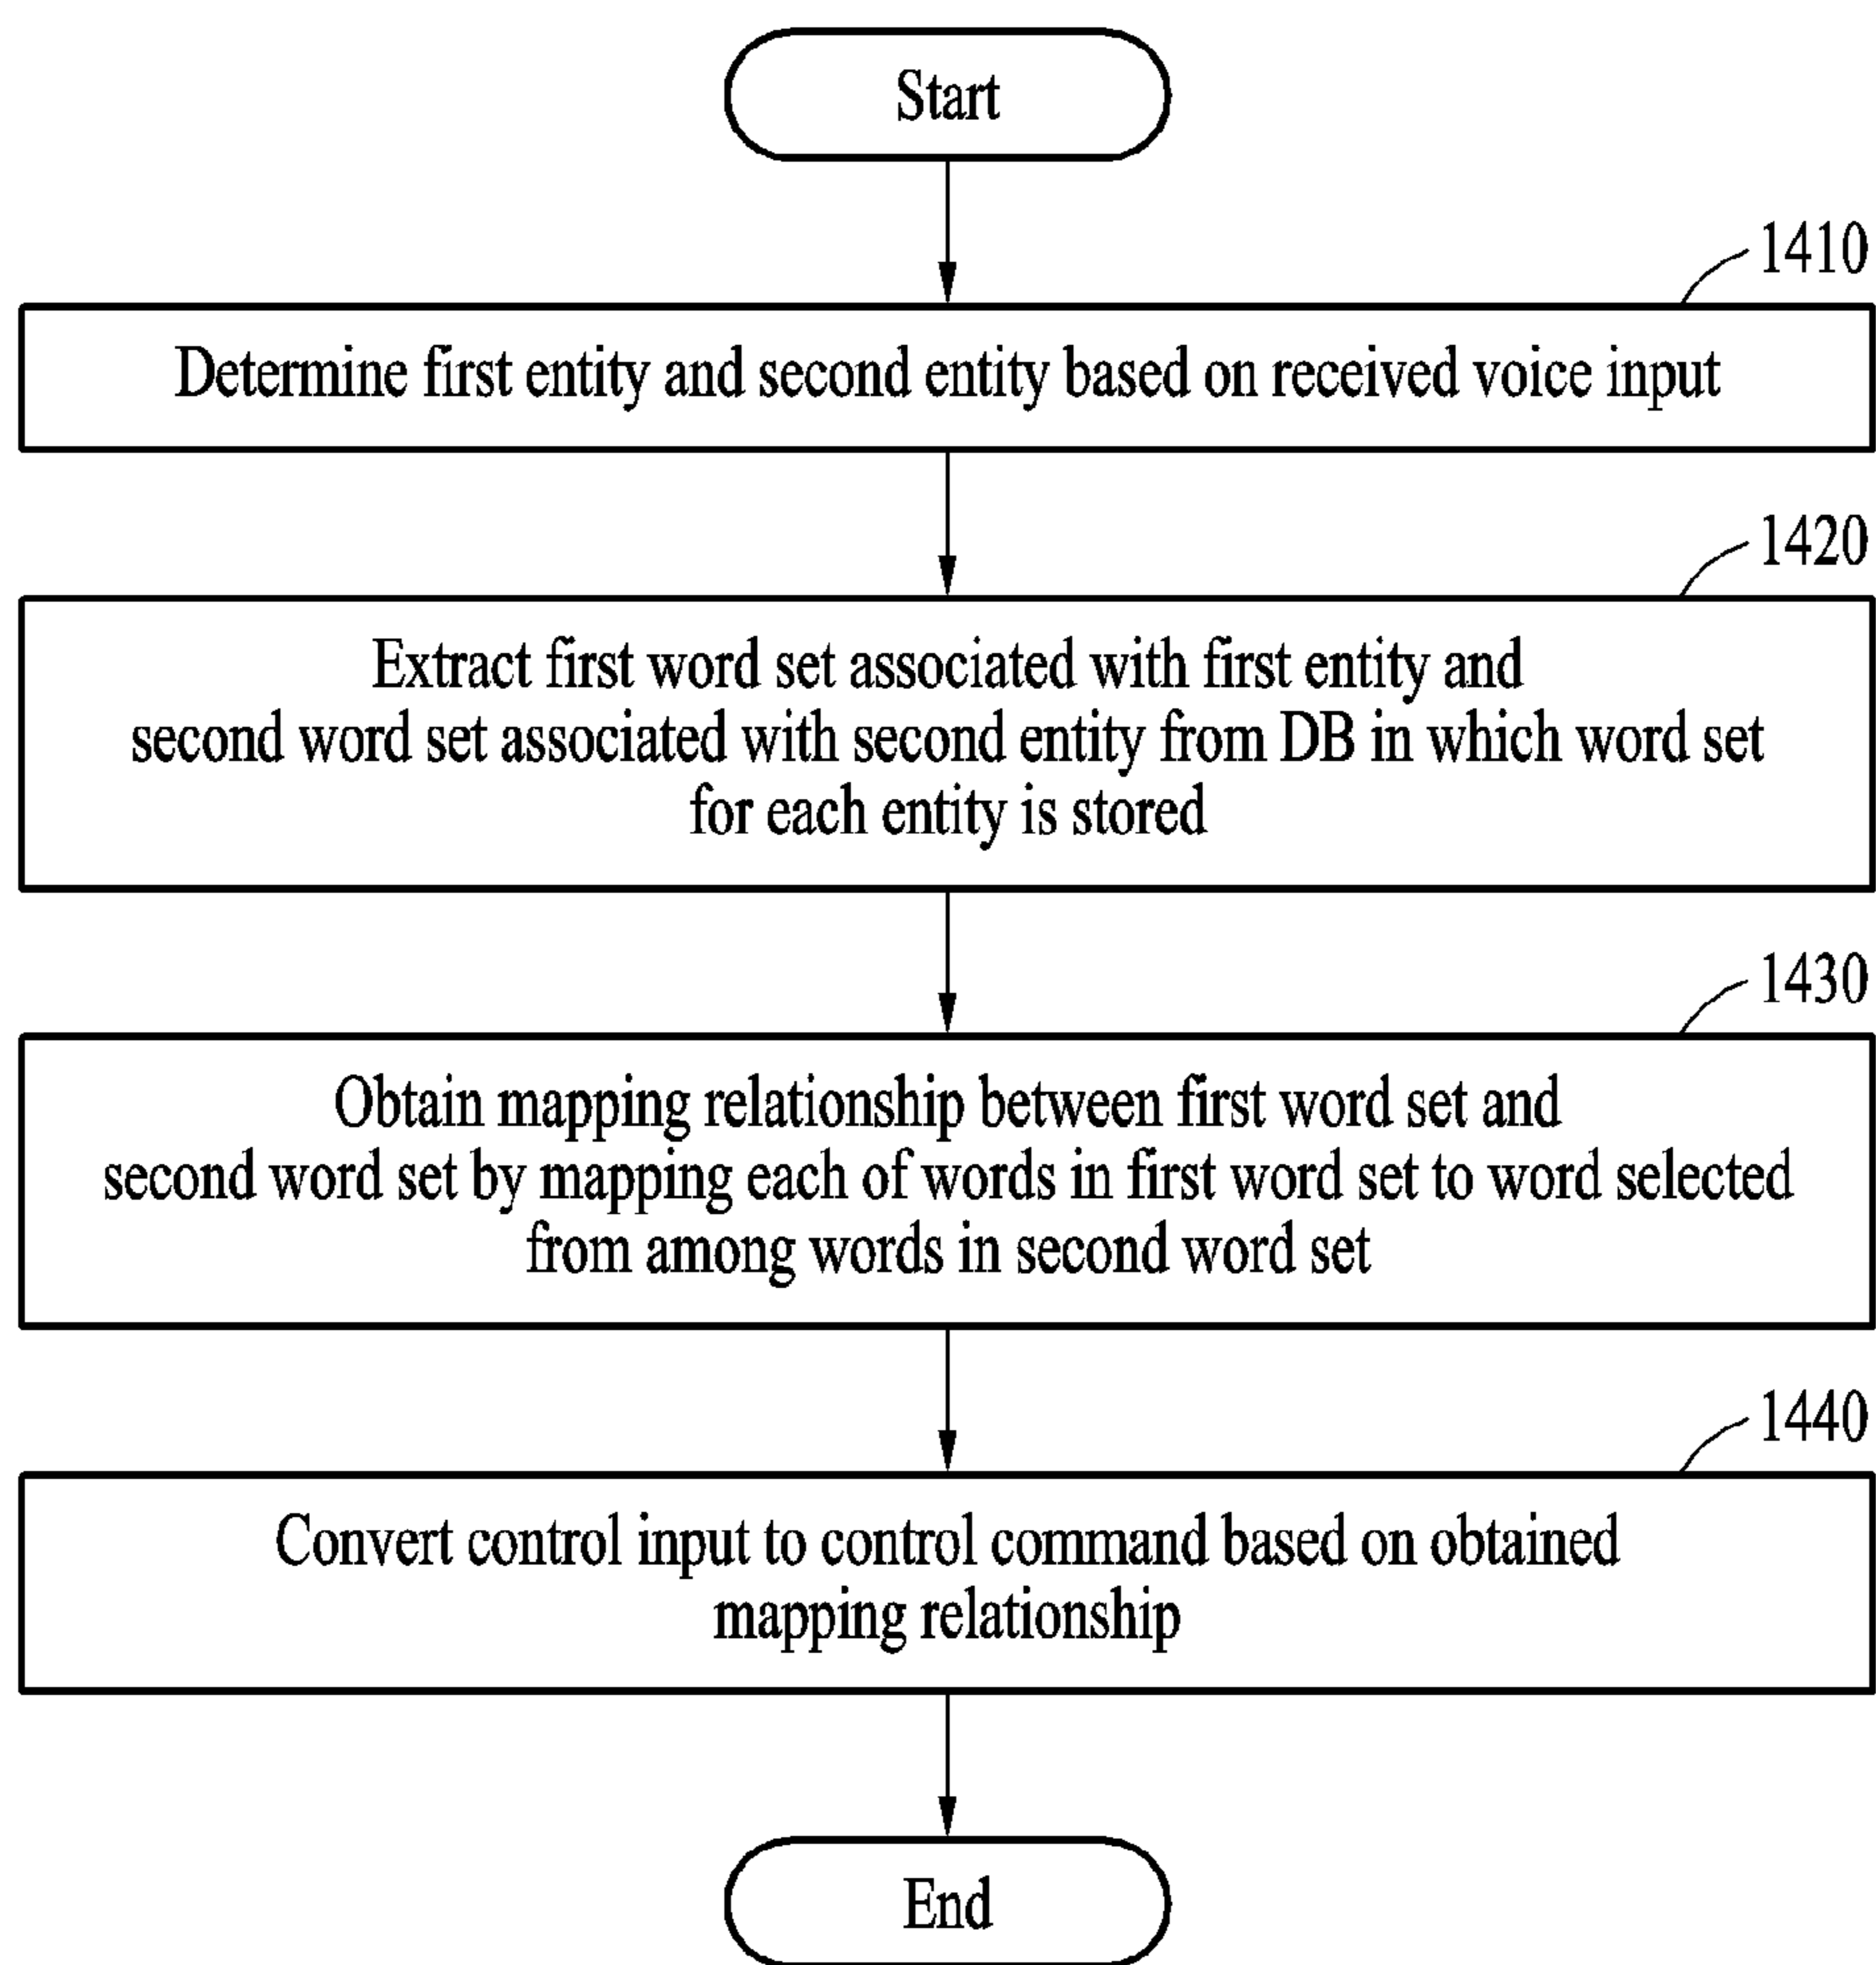 Start
1410
Determine first entity and second entity based on received voice input
1420
Extract first word set associated with first entity and
second word set associated with second entity from DB in which word set
for each entity is stored
1430
Obtain mapping relationship between first word set and
second word set by mapping each of words in first word set to word selected
from among words in second word set
1440
Convert control input to control command based on obtained
mapping relationship
End